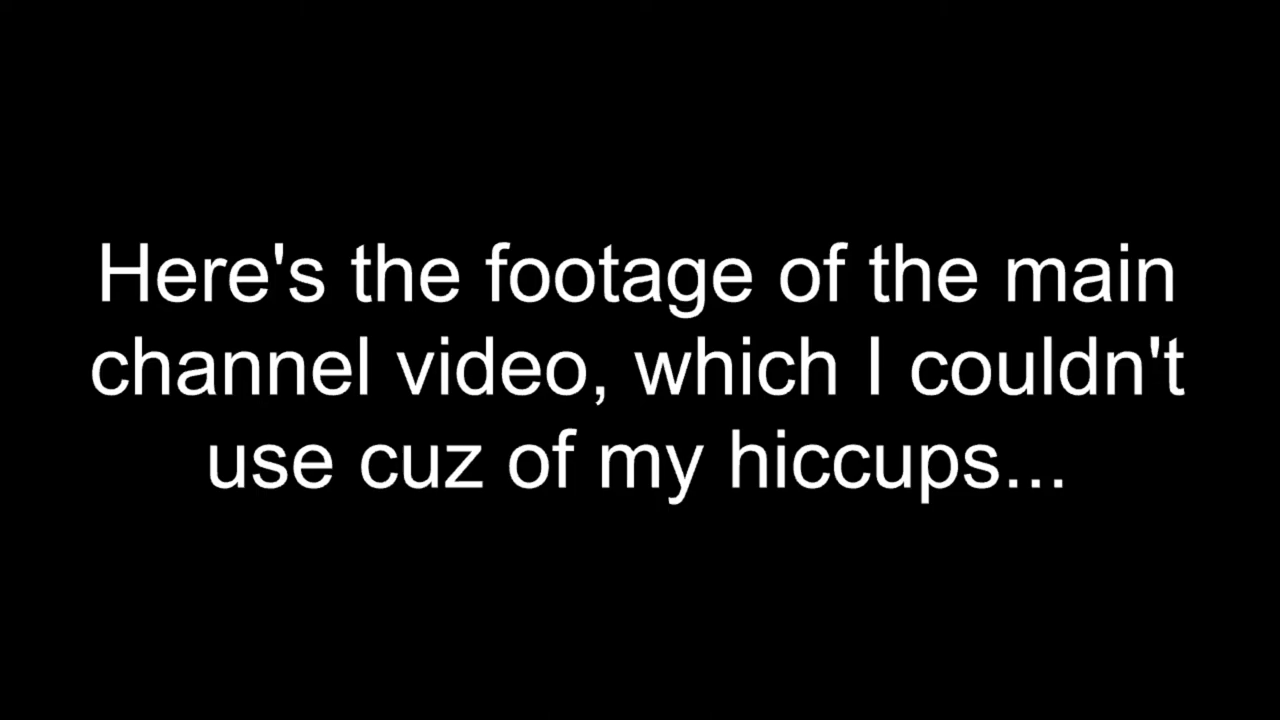 Here's the footage of the main
channel video, which I couldn't
use cuz of my hiccups...